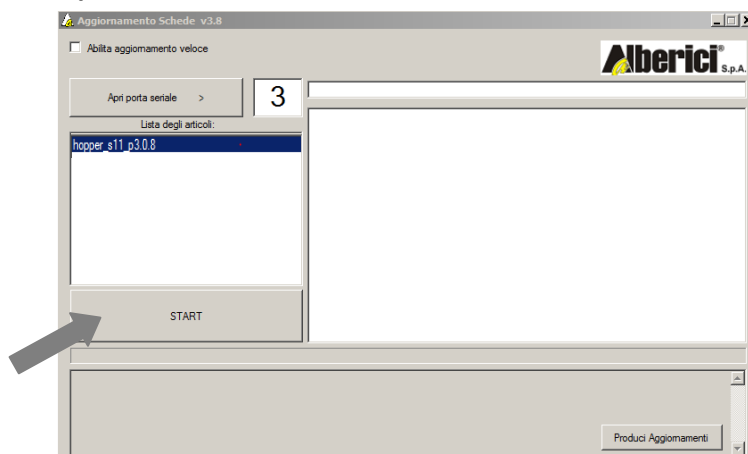 Aggiornamento Schede v3.8
Abilita aggiornamento veloce
Alberici® S.p.A.
Apri porta seriale >
3
Lista degli articoli:
hopper_s11_p3.0.8
START
Produci Aggiornamenti